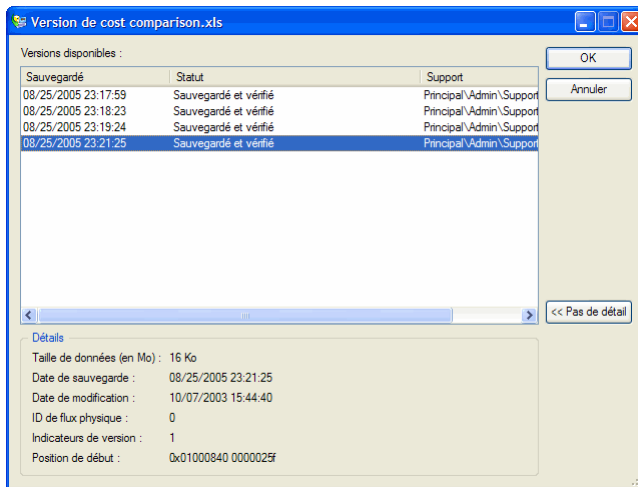 Version de cost comparison.xls
Versions disponibles :
OK
Annuler
Sauvegardé Statut Support
08/25/2005 23:17:59 Sauvegardé et vérifié Principal\Admin\Support
08/25/2005 23:18:23 Sauvegardé et vérifié Principal\Admin\Support
08/25/2005 23:19:24 Sauvegardé et vérifié Principal\Admin\Support
08/25/2005 23:21:25 Sauvegardé et vérifié Principal\Admin\Support
<< Pas de détail
Détails
Taille de données (en Mo) : 16 Ko
Date de sauvegarde : 08/25/2005 23:21:25
Date de modification : 10/07/2003 15:44:40
ID de flux physique : 0
Indicateurs de version : 1
Position de début : 0x01000840 0000025f